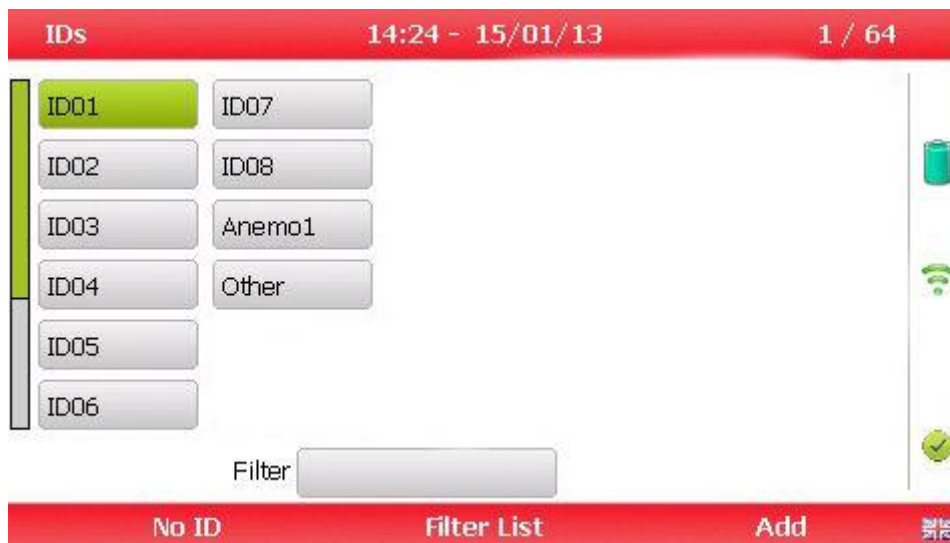 IDs 14:24 - 15/01/13 1 / 64
ID01 ID07
ID02 ID08
ID03 Anemo1
ID04 Other
ID05
ID06
Filter
No ID Filter List Add